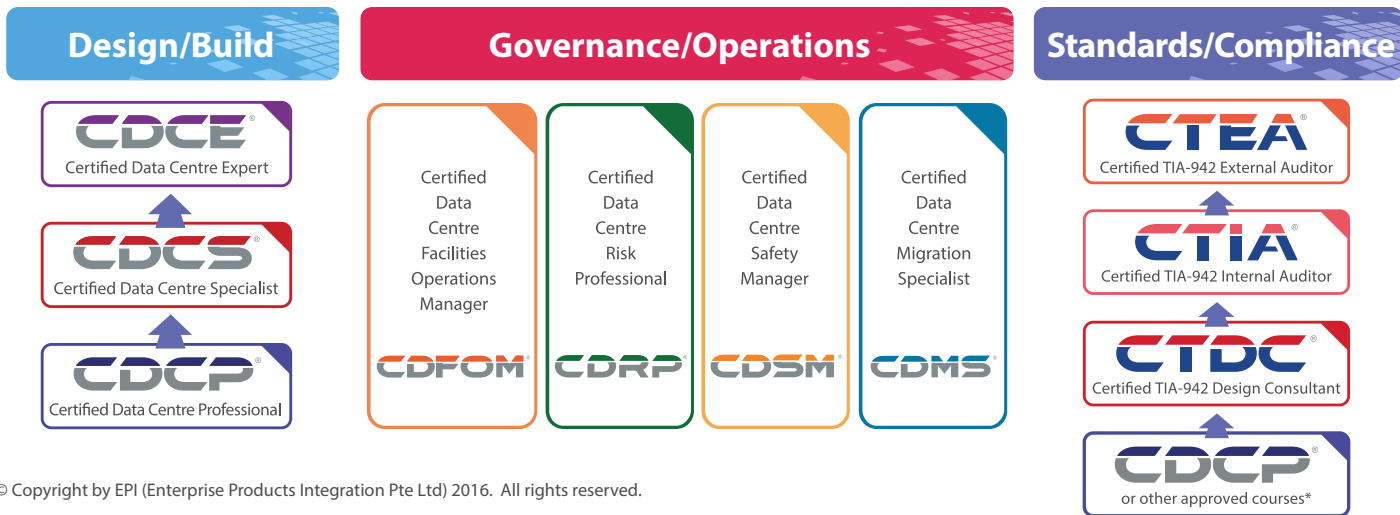 Design/Build
CDCE®
Certified Data Centre Expert
CDCS®
Certified Data Centre Specialist
CDCP®
Certified Data Centre Professional
Governance/Operations
Certified
Data
Centre
Facilities
Operations
Manager
CDFOM®
Certified
Data
Centre
Risk
Professional
CDRP®
Certified
Data
Centre
Safety
Manager
CDSM®
Certified
Data
Centre
Migration
Specialist
CDMS®
Standards/Compliance
CTEA®
Certified TIA-942 External Auditor
CTIA®
Certified TIA-942 Internal Auditor
CTDC®
Certified TIA-942 Design Consultant
CDCP®
or other approved courses*
© Copyright by EPI (Enterprise Products Integration Pte Ltd) 2016. All rights reserved.